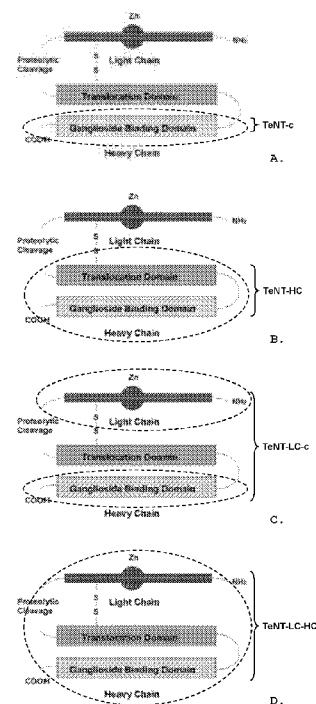 Zn
NH₂
Proteolytic
Cleavage
S
S
Light Chain
Translocation Domain
Ganglioside Binding Domain
TeNT-c
COOH
Heavy Chain
A.
Zn
NH₂
Proteolytic
Cleavage
S
S
Light Chain
Translocation Domain
TeNT-HC
Ganglioside Binding Domain
COOH
Heavy Chain
B.
Zn
NH₂
Proteolytic
Cleavage
S
S
Light Chain
TeNT-LC-c
Translocation Domain
Ganglioside Binding Domain
COOH
Heavy Chain
C.
Zn
NH₂
Proteolytic
Cleavage
S
S
Light Chain
TeNT-LC-HC
Translocation Domain
Ganglioside Binding Domain
COOH
Heavy Chain
D.